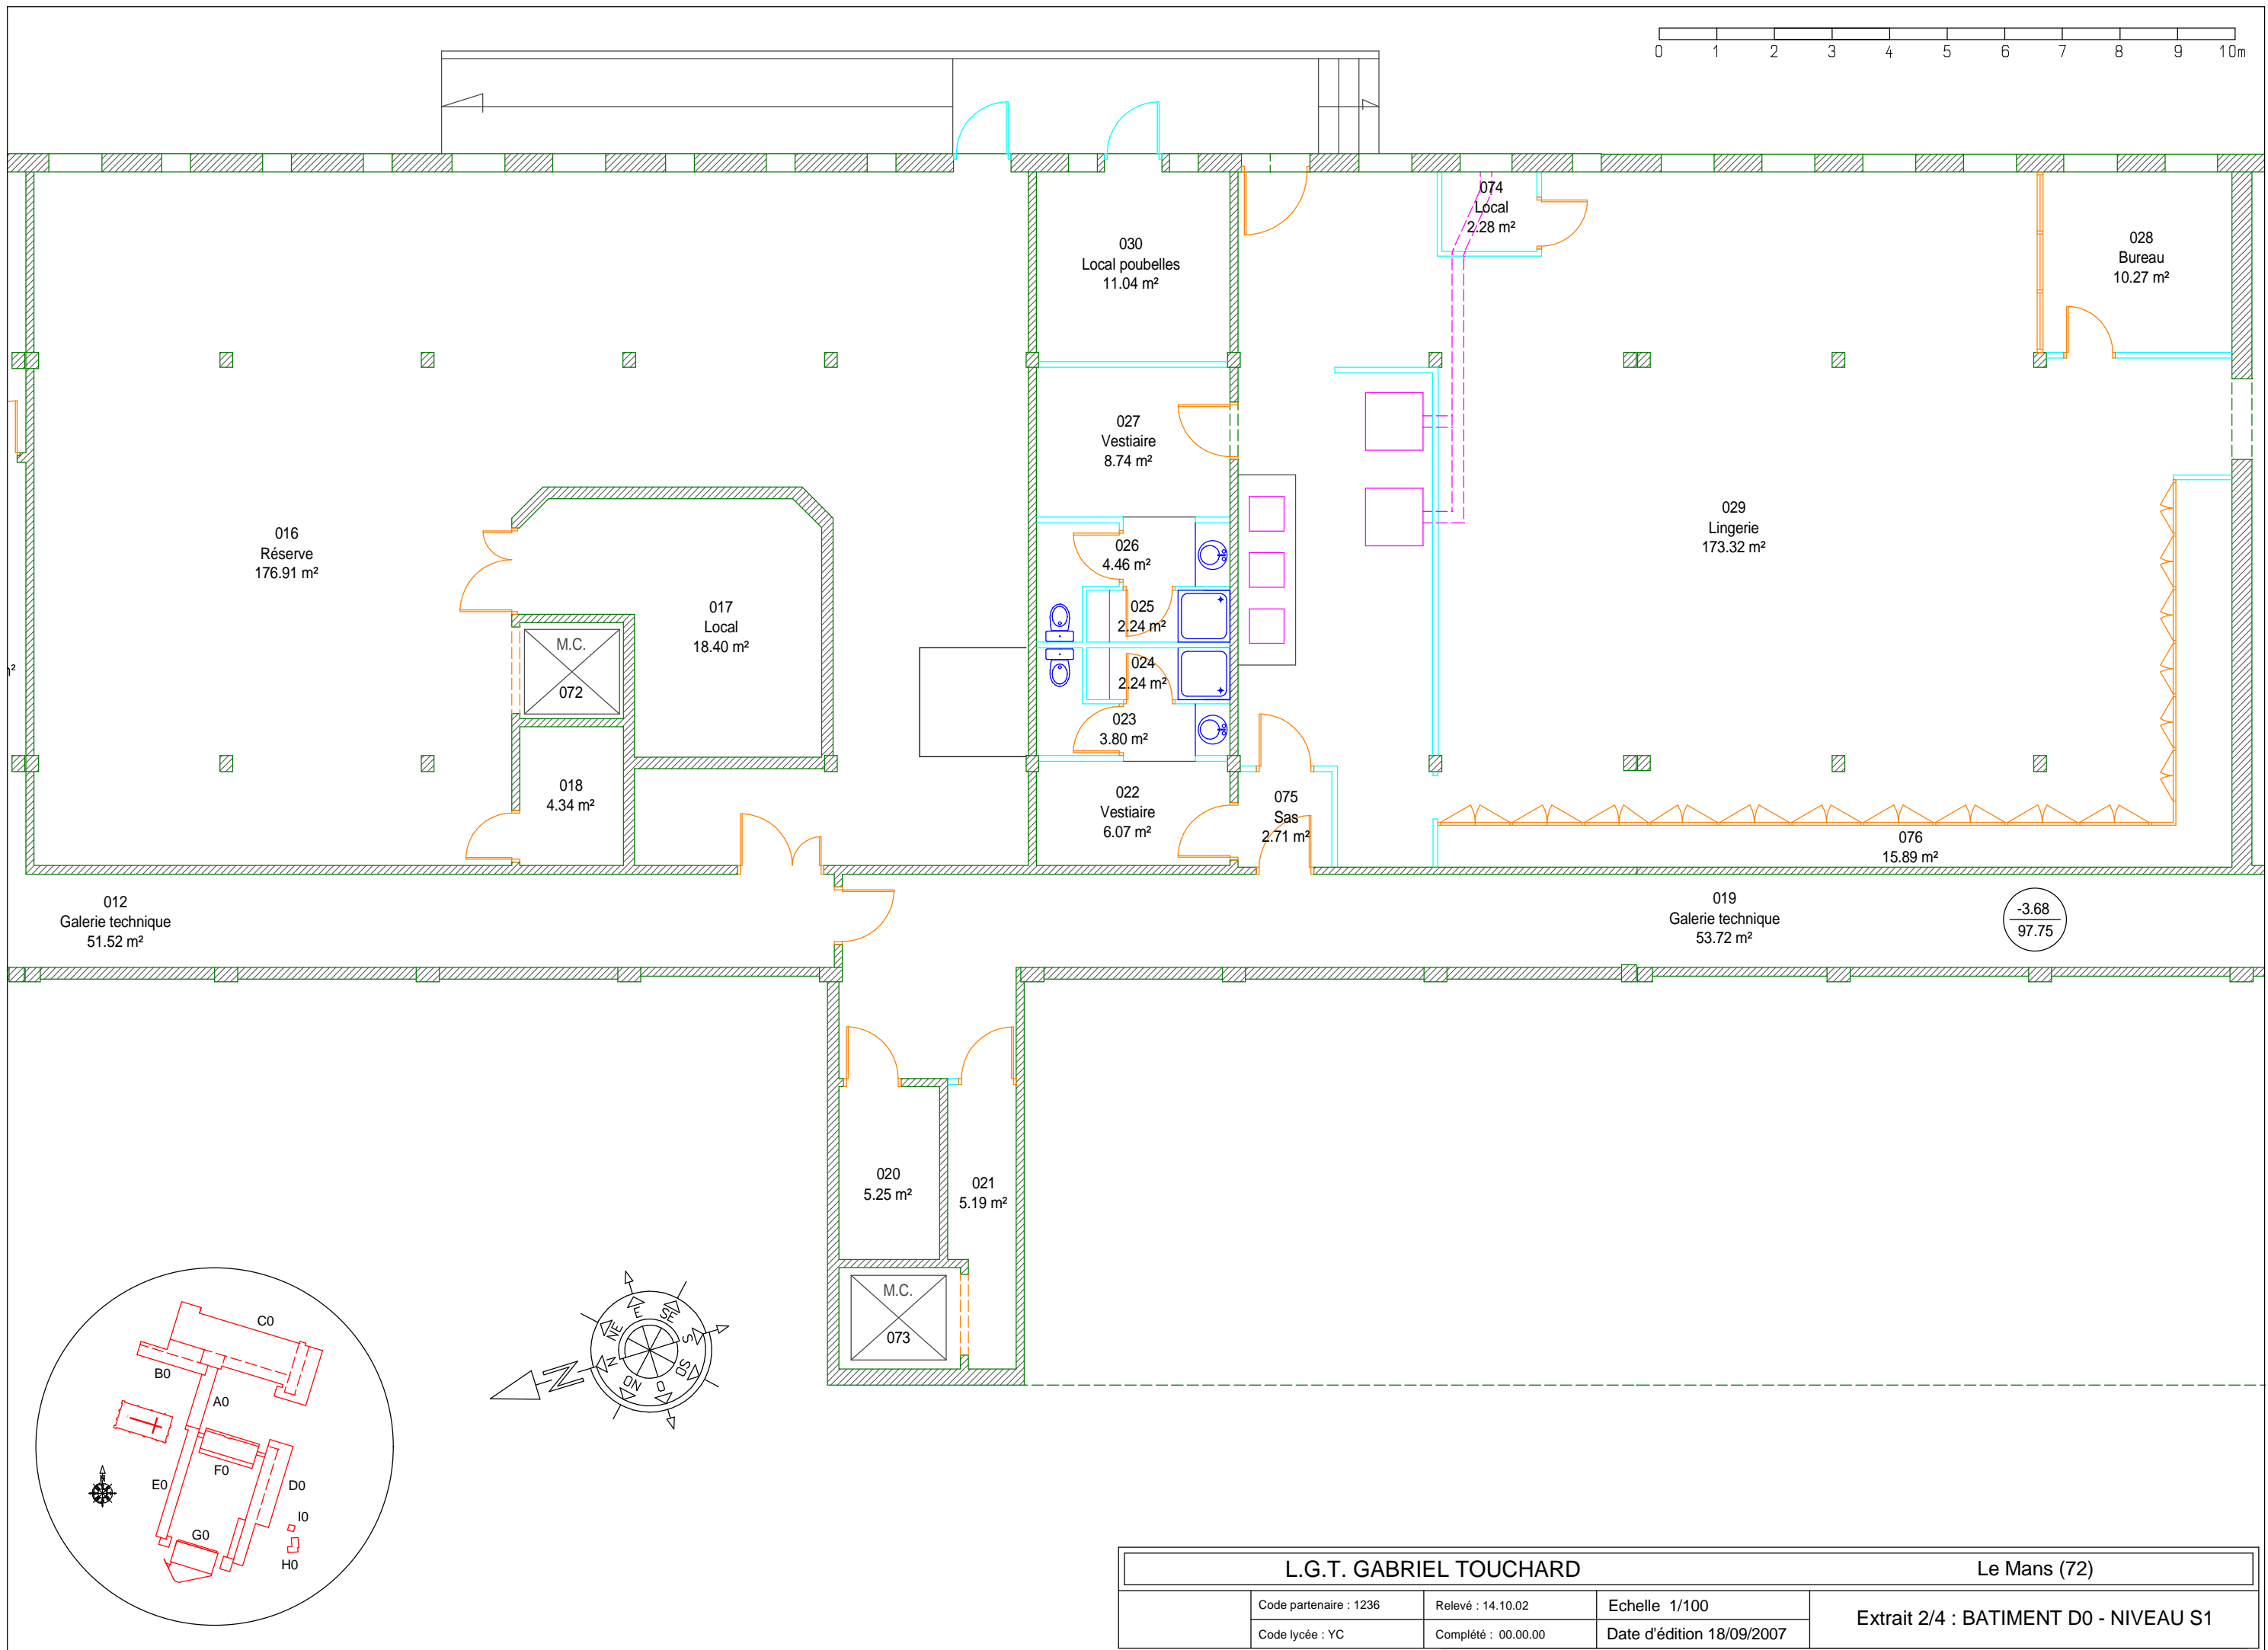 0 1 2 3 4 5 6 7 8 9 10m
074
Local
2.28 m²
030
Local poubelles
11.04 m²
028
Bureau
10.27 m²
027
Vestiaire
8.74 m²
016
Réserve
176.91 m²
029
Lingerie
173.32 m²
026
4.46 m²
017
Local
18.40 m²
025
2.24 m²
M.C.
072
m²
024
2.24 m²
023
3.80 m²
018
4.34 m²
022
Vestiaire
6.07 m²
075
Sas
2.71 m²
076
15.89 m²
012
Galerie technique
51.52 m²
019
Galerie technique
53.72 m²
-3.68
97.75
020
5.25 m²
021
5.19 m²
M.C.
073
N
NE
E
SE
S
SO
O
NO
N
C0
B0
A0
F0
E0
D0
I0
G0
H0
N
L.G.T. GABRIEL TOUCHARD
Le Mans (72)
Code partenaire : 1236
Relevé : 14.10.02
Echelle 1/100
Extrait 2/4 : BATIMENT D0 - NIVEAU S1
Code lycée : YC
Complété : 00.00.00
Date d'édition 18/09/2007